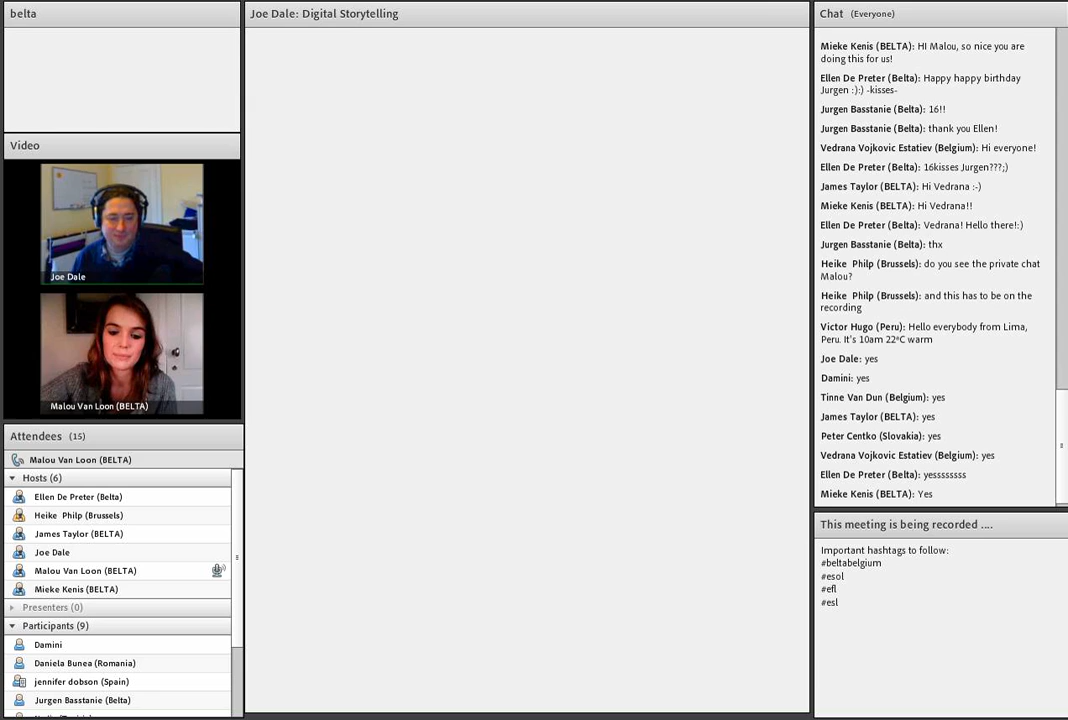 belta
Video
Joe Dale
Malou Van Loon (BELTA)
Attendees (15)
Malou Van Loon (BELTA)
Hosts (6)
Ellen De Preter (Belta)
Heike Philp (Brussels)
James Taylor (BELTA)
Joe Dale
Malou Van Loon (BELTA)
Mieke Kenis (BELTA)
Presenters (0)
Participants (9)
Damini
Daniela Bunea (Romania)
jennifer dobson (Spain)
Jurgen Basstanie (Belta)
Joe Dale: Digital Storytelling
Chat (Everyone)
Mieke Kenis (BELTA): HI Malou, so nice you are
doing this for us!
Ellen De Preter (Belta): Happy happy birthday
Jurgen :):) -kisses-
Jurgen Basstanie (Belta): 16!!
Jurgen Basstanie (Belta): thank you Ellen!
Vedrana Vojkovic Estatiev (Belgium): Hi everyone!
Ellen De Preter (Belta): 16kisses Jurgen???;)
James Taylor (BELTA): Hi Vedrana :-)
Mieke Kenis (BELTA): Hi Vedrana!!
Ellen De Preter (Belta): Vedrana! Hello there!:)
Jurgen Basstanie (Belta): thx
Heike Philp (Brussels): do you see the private chat
Malou?
Heike Philp (Brussels): and this has to be on the
recording
Victor Hugo (Peru): Hello everybody from Lima,
Peru. It's 10am 22ºC warm
Joe Dale: yes
Damini: yes
Tinne Van Dun (Belgium): yes
James Taylor (BELTA): yes
Peter Centko (Slovakia): yes
Vedrana Vojkovic Estatiev (Belgium): yes
Ellen De Preter (Belta): yesssssss
Mieke Kenis (BELTA): Yes
This meeting is being recorded ....
Important hashtags to follow:
#beltabelgium
#esol
#efl
#esl